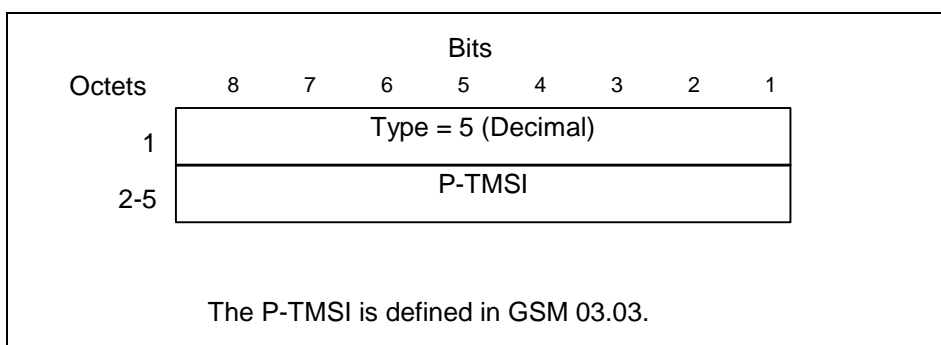 Bits
Octets 8 7 6 5 4 3 2 1
1 Type = 5 (Decimal)
2-5 P-TMSI
The P-TMSI is defined in GSM 03.03.